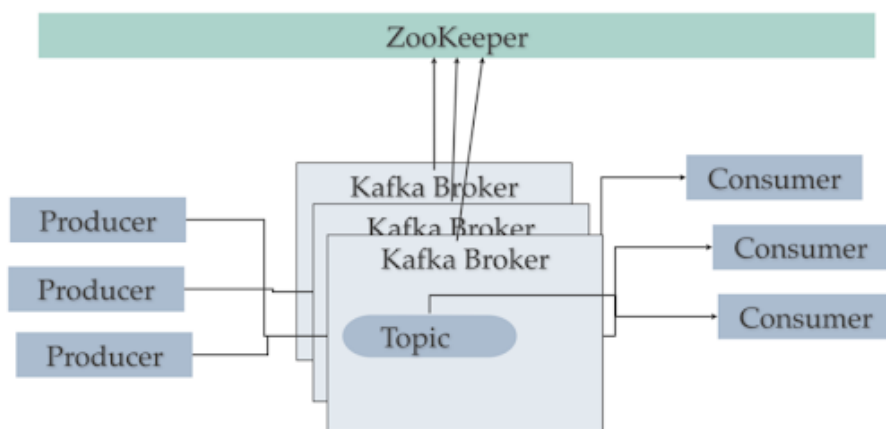 ZooKeeper
Kafka Broker
Kafka Broker
Kafka Broker
Producer
Producer
Producer
Topic
Consumer
Consumer
Consumer